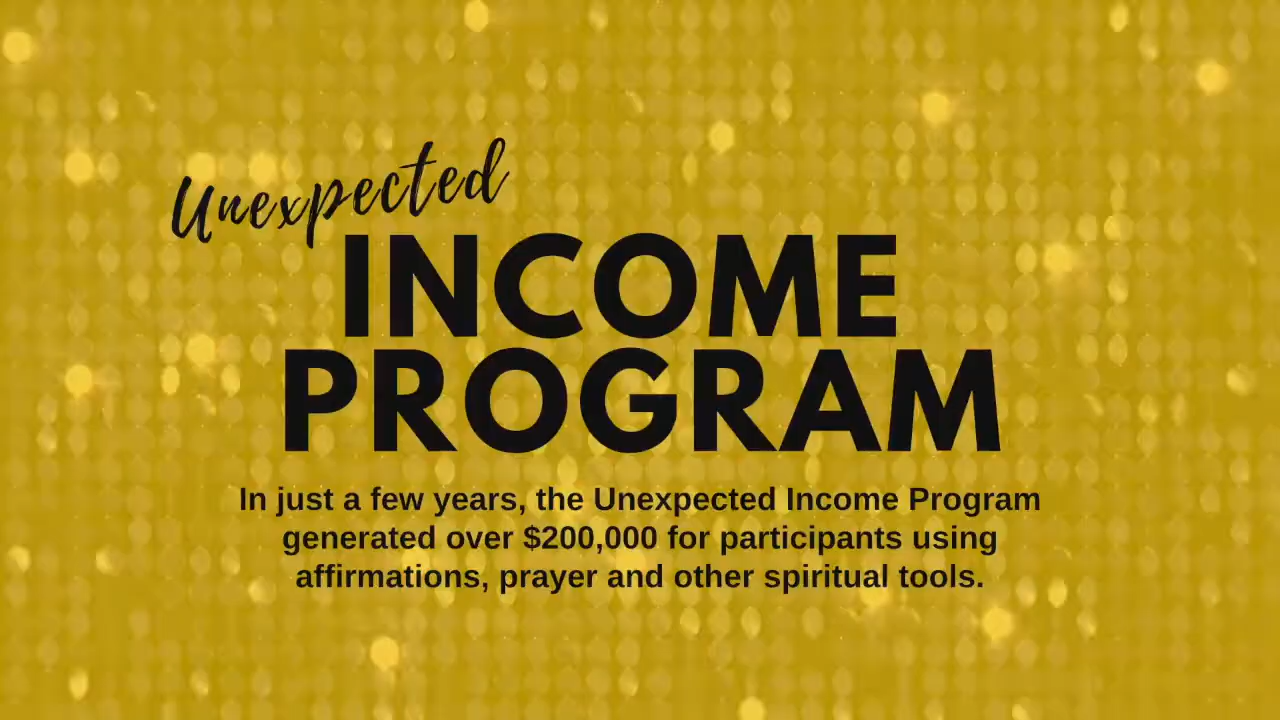 Unexpected
INCOME
PROGRAM
In just a few years, the Unexpected Income Program
generated over $200,000 for participants using
affirmations, prayer and other spiritual tools.